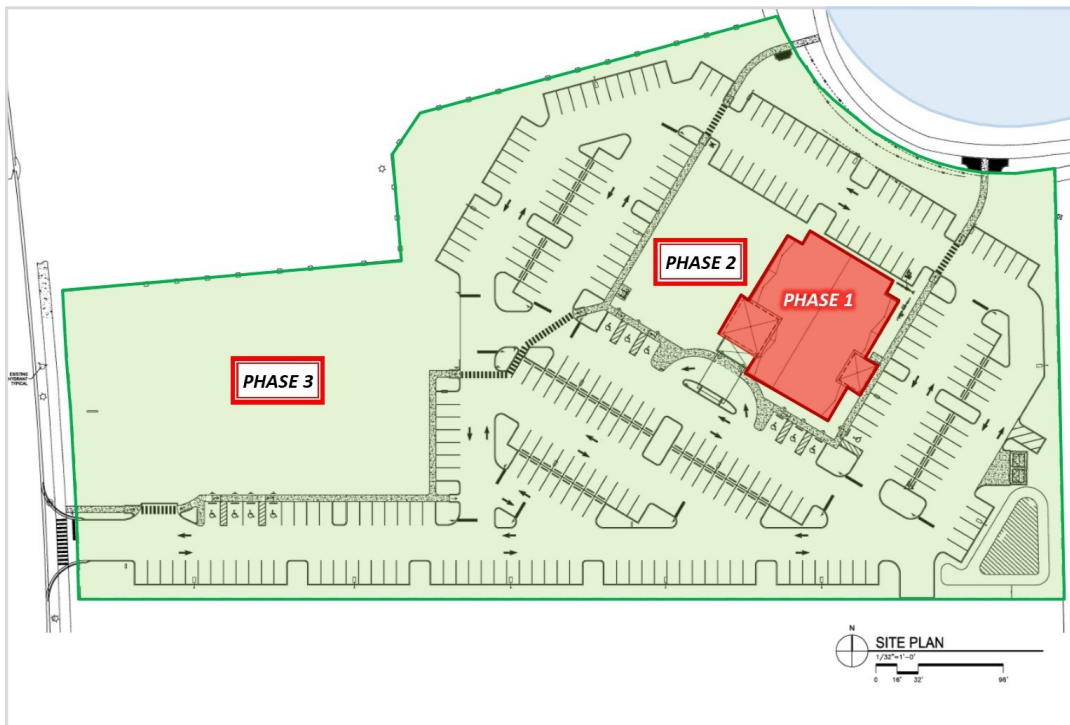 PHASE 2
PHASE 1
PHASE 3
EXISTING
HYDRANT
TYPICAL
N
SITE PLAN
1/32"=1'-0'
0 16' 32' 96'